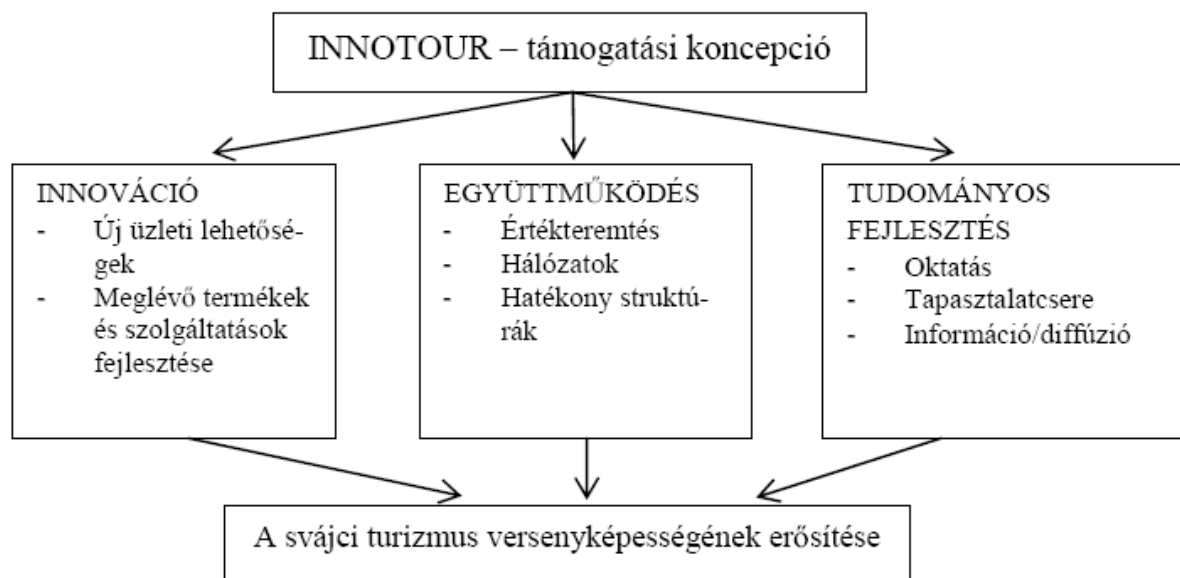 INNOTOUR – támogatási koncepció
INNOVÁCIÓ
- Új üzleti lehetősé-
gek
- Meglévő termékek
és szolgáltatások
fejlesztése
EGYÜTTMŰKÖDÉS
- Értékteremtés
- Hálózatok
- Hatékony struktú-
rák
TUDOMÁNYOS
FEJLESZTÉS
- Oktatás
- Tapasztalatcsere
- Információ/diffúzió
A svájci turizmus versenyképességének erősítése